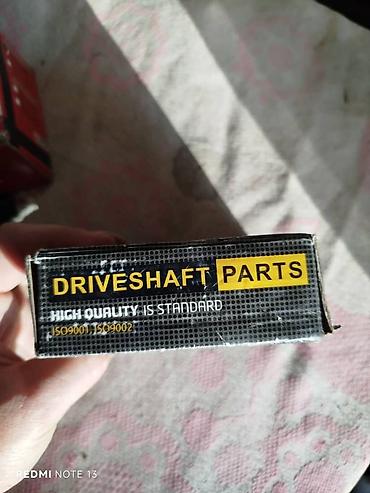 DRIVESHAFT PARTS
HIGH QUALITY IS STANDARD
ISO9001. ISO9002
REDMI NOTE 13